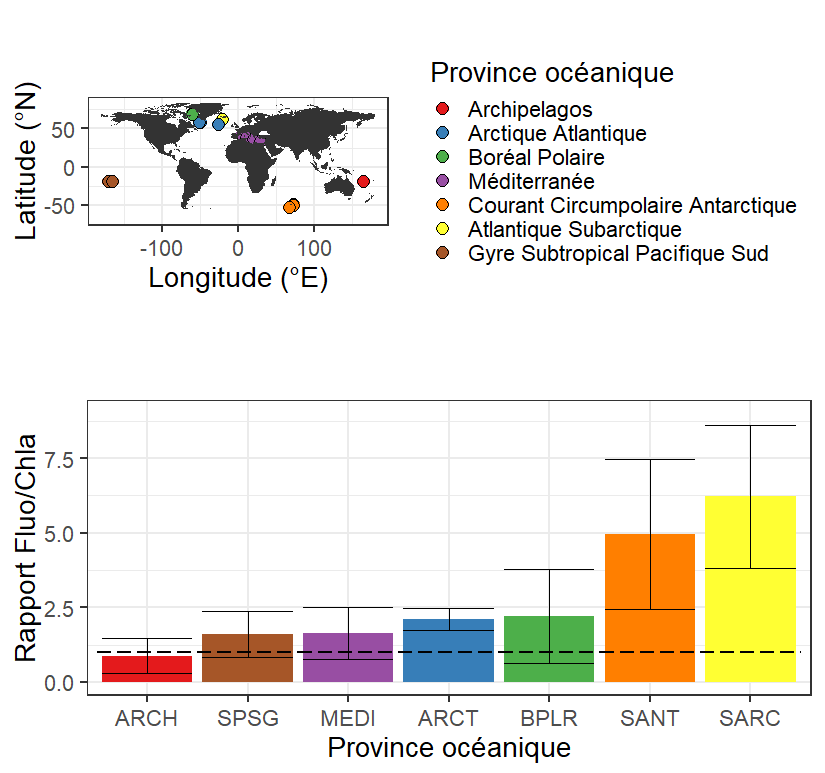 Latitude (°N)
50
0
-50
-100
0
100
Longitude (°E)
Province océanique
Archipelagos
Arctique Atlantique
Boréal Polaire
Méditerranée
Courant Circumpolaire Antarctique
Atlantique Subarctique
Gyre Subtropical Pacifique Sud
Rapport Fluo/Chla
7.5
5.0
2.5
0.0
ARCH SPSG MEDI ARCT BPLR SANT SARC
Province océanique